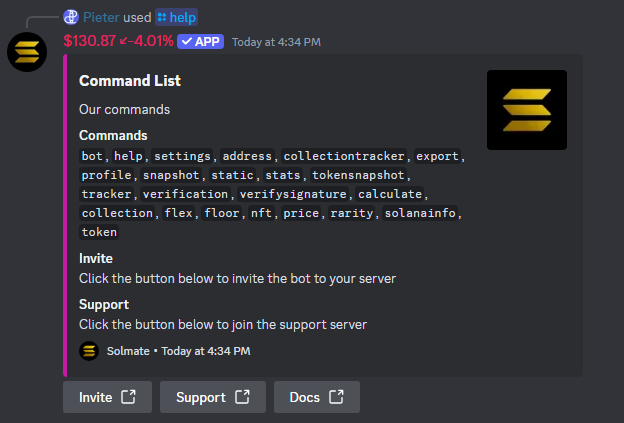 Pieter used help
$130.87 ↙-4.01% ✓ APP Today at 4:34 PM
Command List
Our commands
Commands
bot, help, settings, address, collectiontracker, export,
profile, snapshot, static, stats, tokensnapshot,
tracker, verification, verifysignature, calculate,
collection, flex, floor, nft, price, rarity, solanainfo,
token
Invite
Click the button below to invite the bot to your server
Support
Click the button below to join the support server
Solmate • Today at 4:34 PM
Invite Support Docs